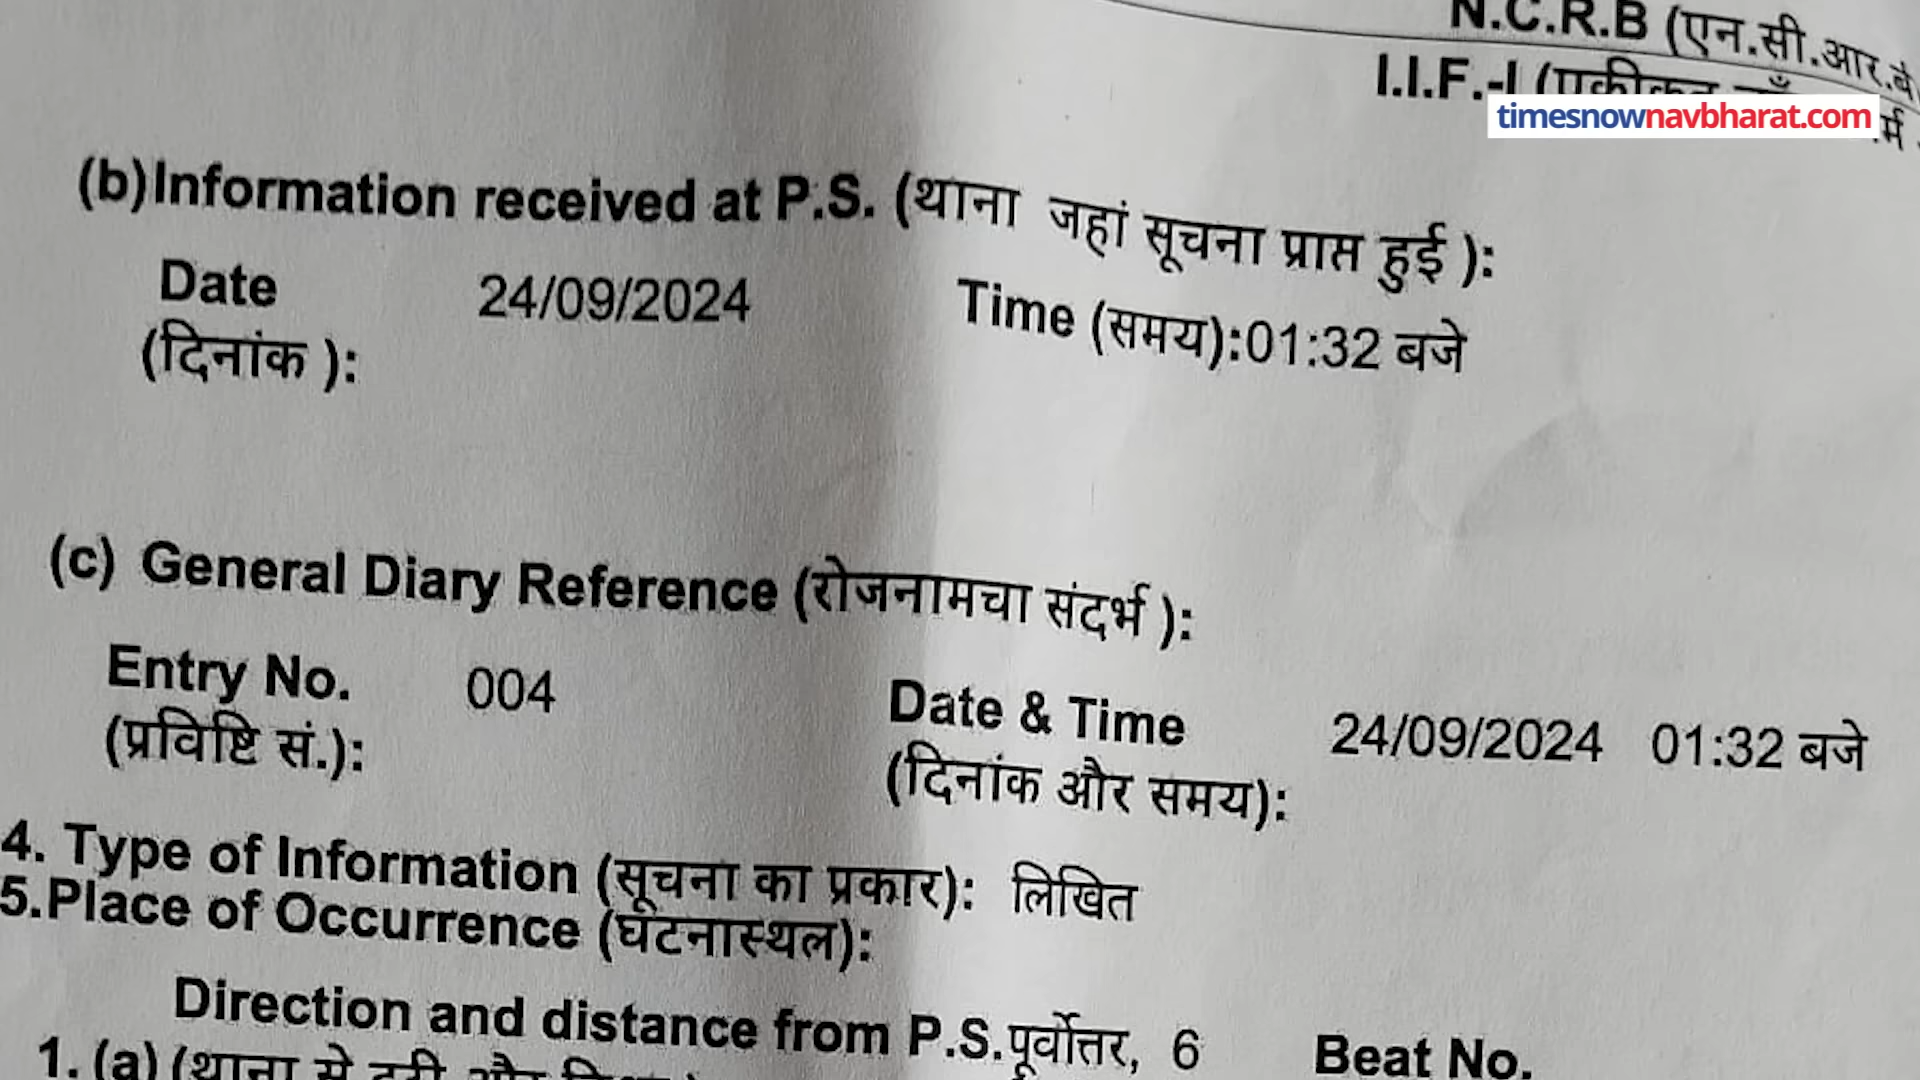 N.C.R.B (एन.सी.आर.बी
I.I.F.-I (एकीकृत जाँच
timesnownavbharat.com
(b)Information received at P.S. (थाना जहां सूचना प्राप्त हुई ):
Date 24/09/2024 Time (समय):01:32 बजे
(दिनांक ):
(c) General Diary Reference (रोजनामचा संदर्भ ):
Entry No. 004 Date & Time 24/09/2024 01:32 बजे
(प्रविष्टि सं.): (दिनांक और समय):
4. Type of Information (सूचना का प्रकार): लिखित
5.Place of Occurrence (घटनास्थल):
Direction and distance from P.S. पूर्वोत्तर, 6 Beat No.
1. (a) (थाना से दूरी और